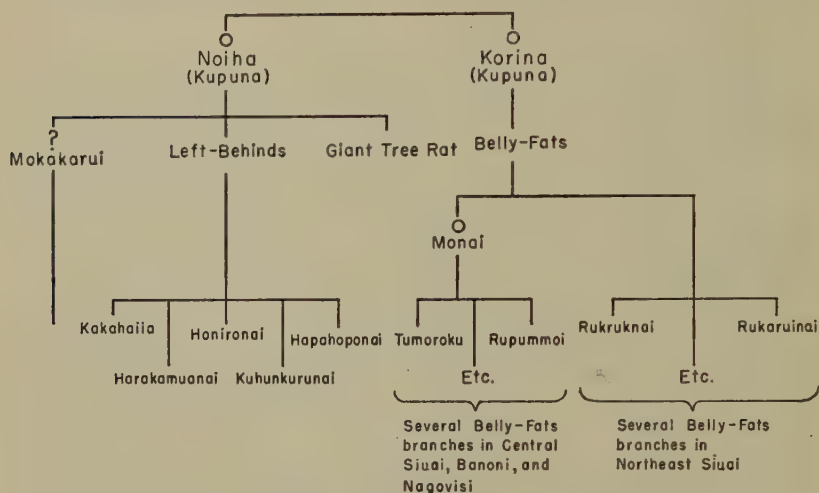 Noiha
(Kupuna)
Korina
(Kupuna)
?
Mokakarui
Left-Behinds
Giant Tree Rat
Belly-Fats
Monai
Kakahaiia
Honironai
Hapahoponai
Harakamuanai
Kuhunkurunai
Tumoroku
Rupummoi
Etc.
Rukruknai
Rukaruinai
Etc.
Several Belly-Fats
branches in Central
Siuai, Banoni, and
Nagovisi
Several Belly-Fats
branches in
Northeast Siuai